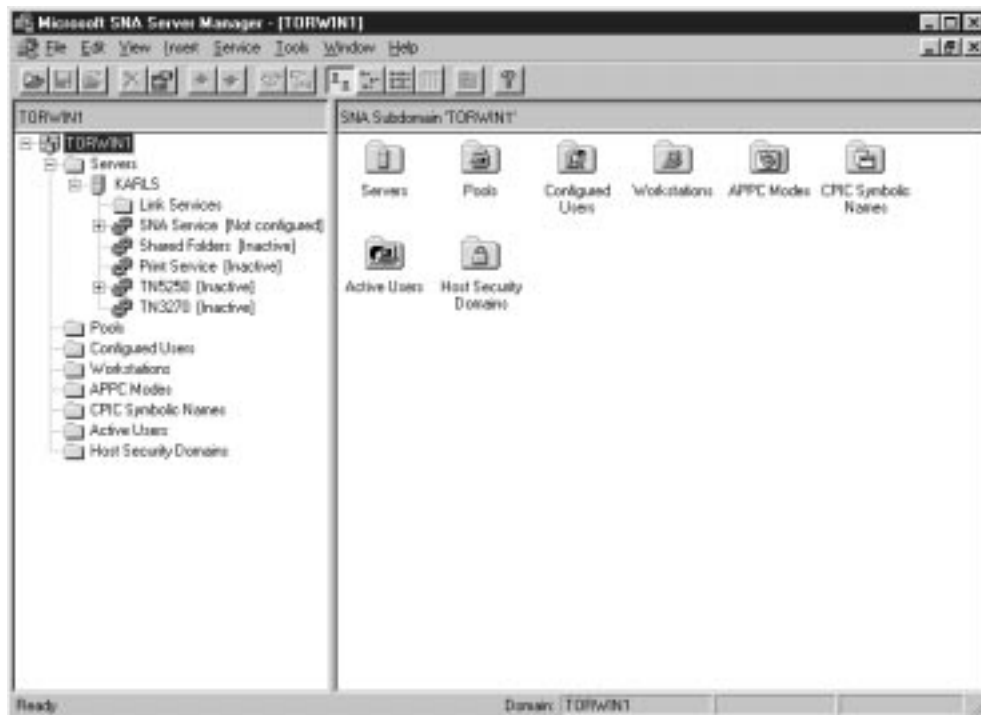 Microsoft SNA Server Manager - [TORWIN1]
File Edit View Insert Service Tools Window Help
TORWIN1
SNA Subdomain 'TORWIN1'
TORWIN1
Servers
KARLS
Link Services
SNA Service [Not configured]
Shared Folders [Inactive]
Print Service [Inactive]
TN5250 [Inactive]
TN3270 [Inactive]
Pools
Configured Users
Workstations
APPC Modes
CPIC Symbolic Names
Active Users
Host Security Domains
Servers Pools Configured Users Workstations APPC Modes CPIC Symbolic Names
Active Users Host Security Domains
Ready Domain: TORWIN1